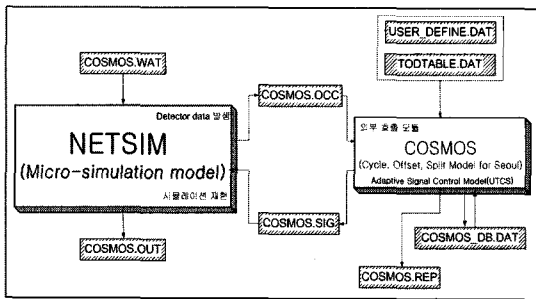 USER_DEFINE.DAT
TODTABLE.DAT
COSMOS.WAT
COSMOS.OCC
Detector data 발생
NETSIM
(Micro-simulation model)
시뮬레이션 재현
외부 호출 모듈
COSMOS
(Cycle, Offset, Split Model for Seoul)
Adaptive Signal Control Model(UTCS)
COSMOS.SIG
COSMOS.OUT
COSMOS_DB.DAT
COSMOS.REP